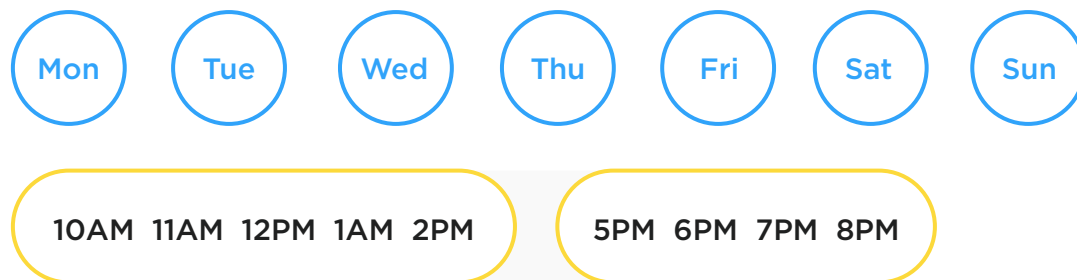 Mon Tue Wed Thu Fri Sat Sun
10AM 11AM 12PM 1AM 2PM 5PM 6PM 7PM 8PM